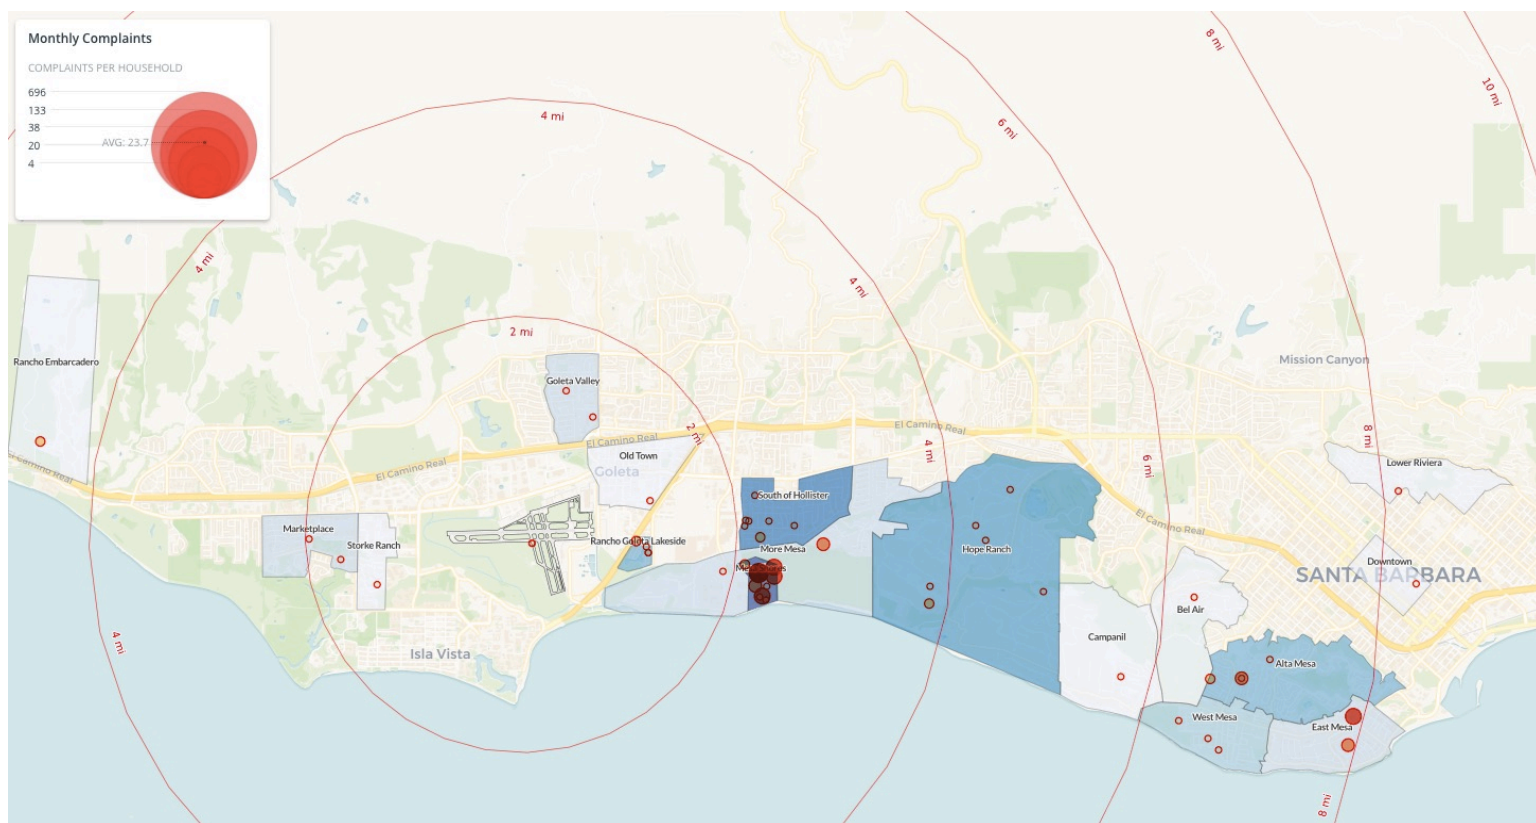 Monthly Complaints
COMPLAINTS PER HOUSEHOLD
696
133
38
AVG: 23.7
20
4
8 mi
10 mi
4 mi
6 mi
4 mi
4 mi
2 mi
Mission Canyon
Rancho Embarcadero
Goleta Valley
2 mi
El Camino Real
El Camino Real
8 mi
4 mi
Old Town
Goleta
El Camino Real
6 mi
Lower Riviera
El Camino Real
South of Hollister
El Camino Real
Marketplace
Storke Ranch
Rancho Goleta Lakeside
More Mesa
Hope Ranch
Downtown
SANTA BARBARA
Bel Air
Campanil
4 mi
Isla Vista
Alta Mesa
West Mesa
East Mesa
8 mi